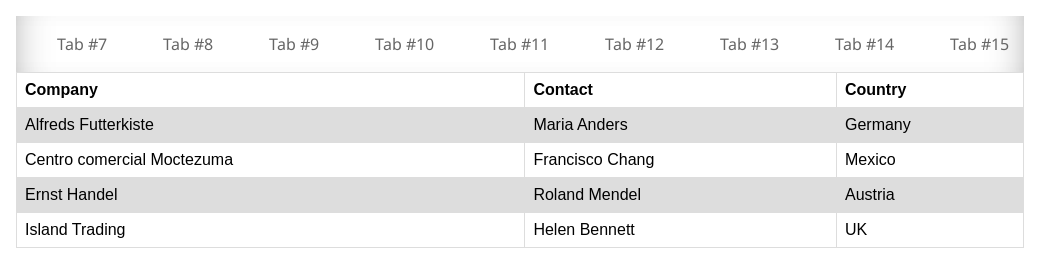 Tab #7 Tab #8 Tab #9 Tab #10 Tab #11 Tab #12 Tab #13 Tab #14 Tab #15
Company Contact Country
Alfreds Futterkiste Maria Anders Germany
Centro comercial Moctezuma Francisco Chang Mexico
Ernst Handel Roland Mendel Austria
Island Trading Helen Bennett UK